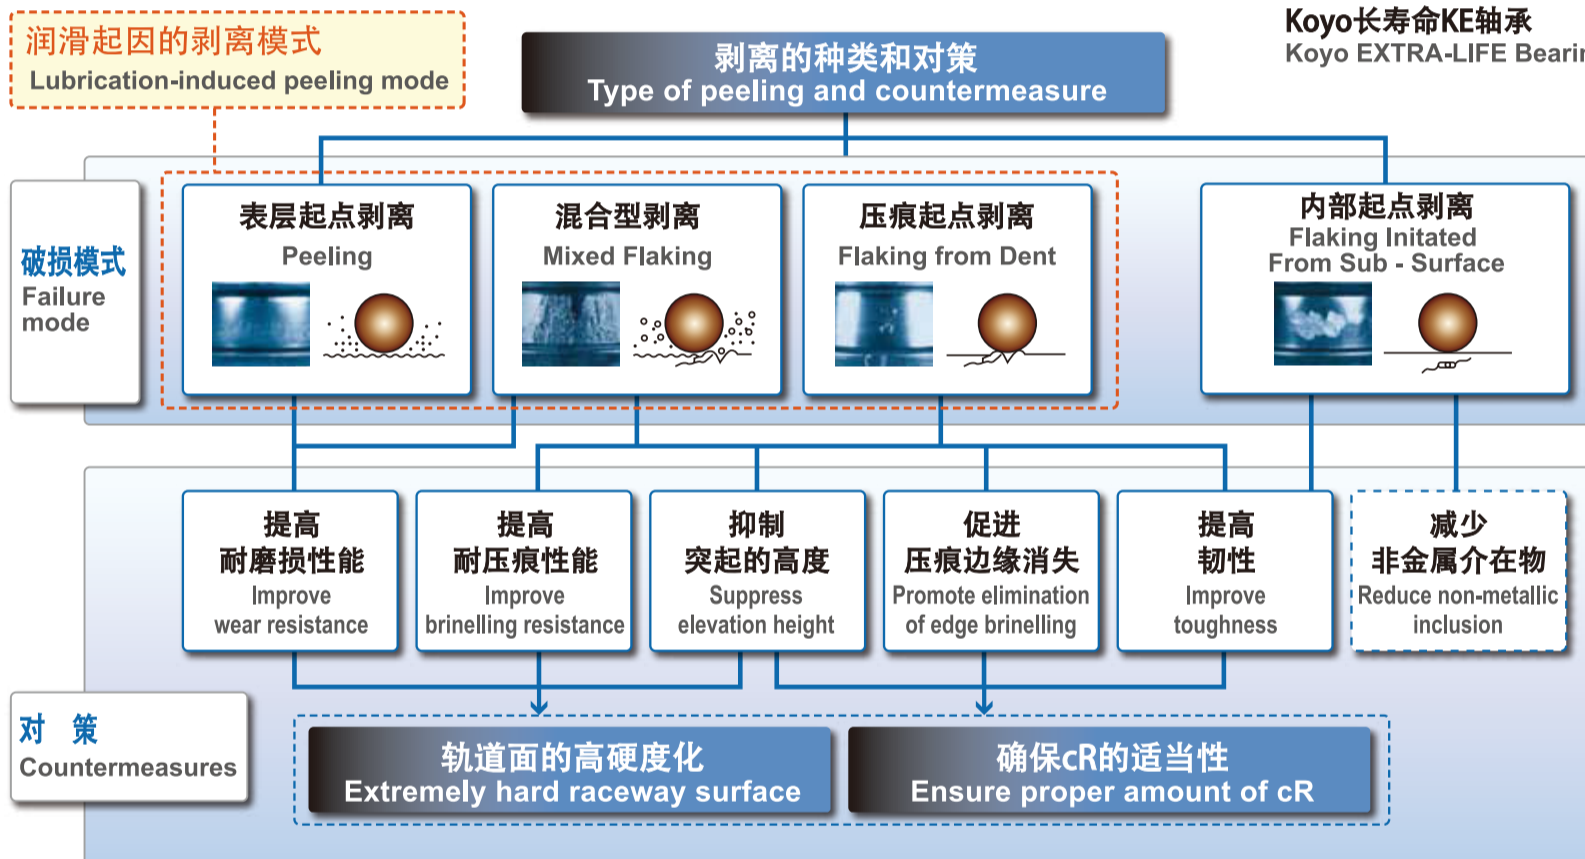 润滑起因的剥离模式
Lubrication-induced peeling mode
剥离的种类和对策
Type of peeling and countermeasure
Koyo长寿命KE轴承
Koyo EXTRA-LIFE
破损模式
Failure
mode
表层起点剥离
Peeling
混合型剥离
Mixed Flaking
压痕起点剥离
Flaking from Dent
内部起点剥离
Flaking Initated
From Sub - Surface
提高
耐磨损性能
Improve
wear resistance
提高
耐压痕性能
Improve
brinelling resistance
抑制
突起的高度
Suppress
elevation height
促进
压痕边缘消失
Promote elimination
of edge brinelling
提高
韧性
Improve
toughness
减少
非金属介在物
Reduce non-metallic
inclusion
对 策
Countermeasures
轨道面的高硬度化
Extremely hard raceway surface
确保cR的适当性
Ensure proper amount of cR